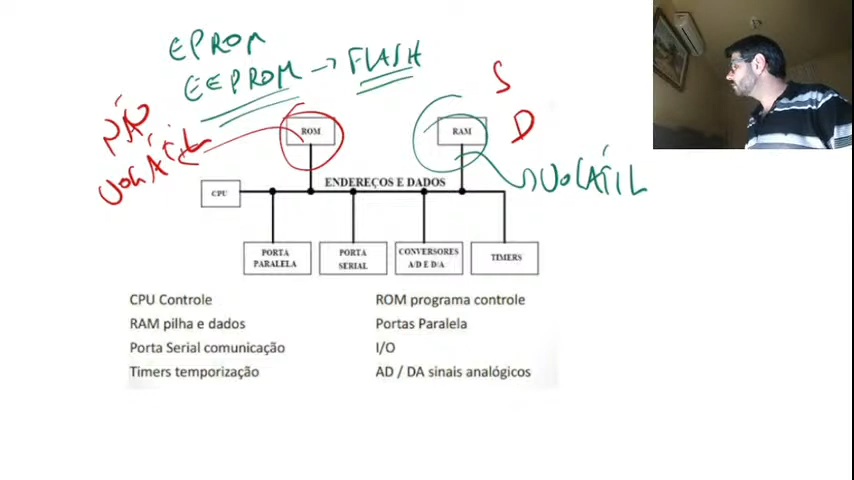 EPROM
EEPROM → FLASH
NÃO
VOLÁTIL
S
D
ROM
RAM
VOLÁTIL
ENDEREÇOS E DADOS
CPU
PORTA
PARALELA
PORTA
SERIAL
CONVERSORES
A/D E D/A
TIMERS
CPU Controle
ROM programa controle
RAM pilha e dados
Portas Paralela
Porta Serial comunicação
I/O
Timers temporização
AD / DA sinais analógicos